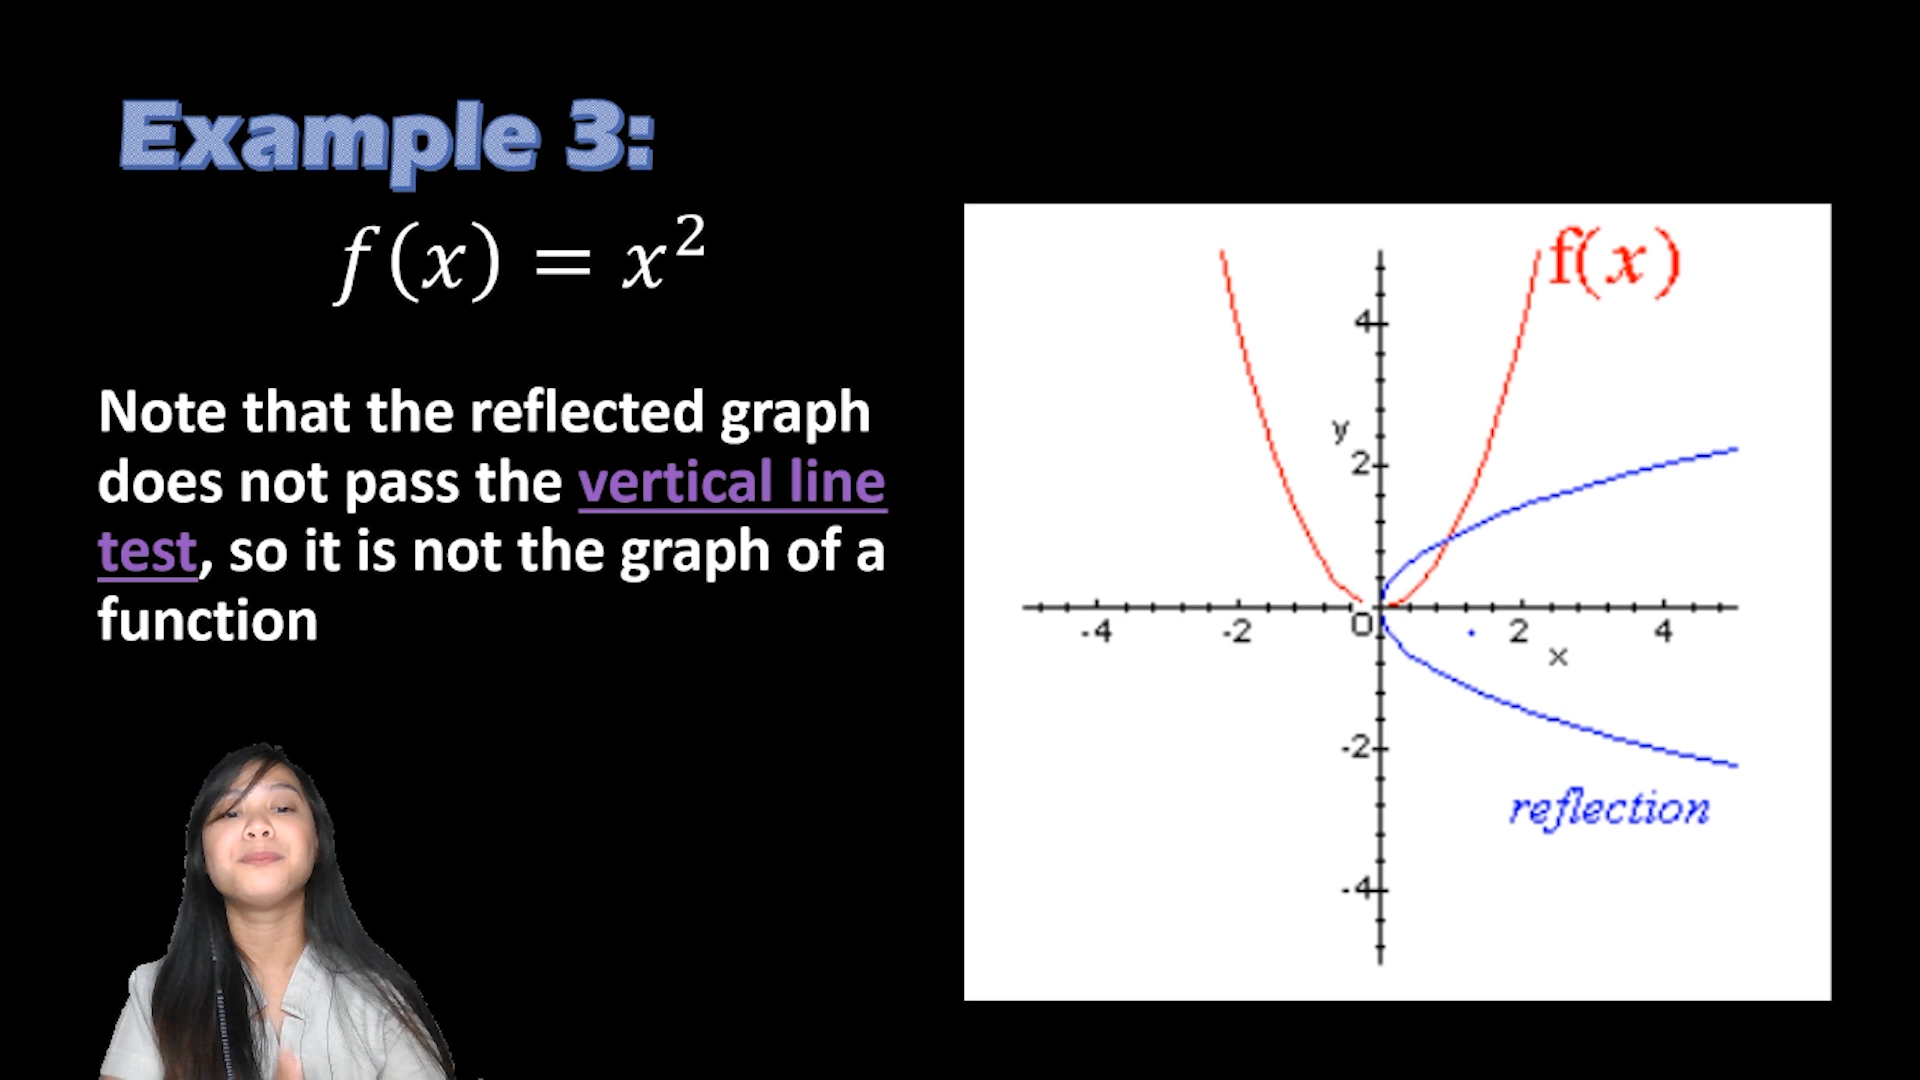 Example 3:
f(x) = x²
Note that the reflected graph
does not pass the vertical line
test, so it is not the graph of a
function
f(x)
4
y
2
-4 -2 O 2 4
x
-2
reflection
-4